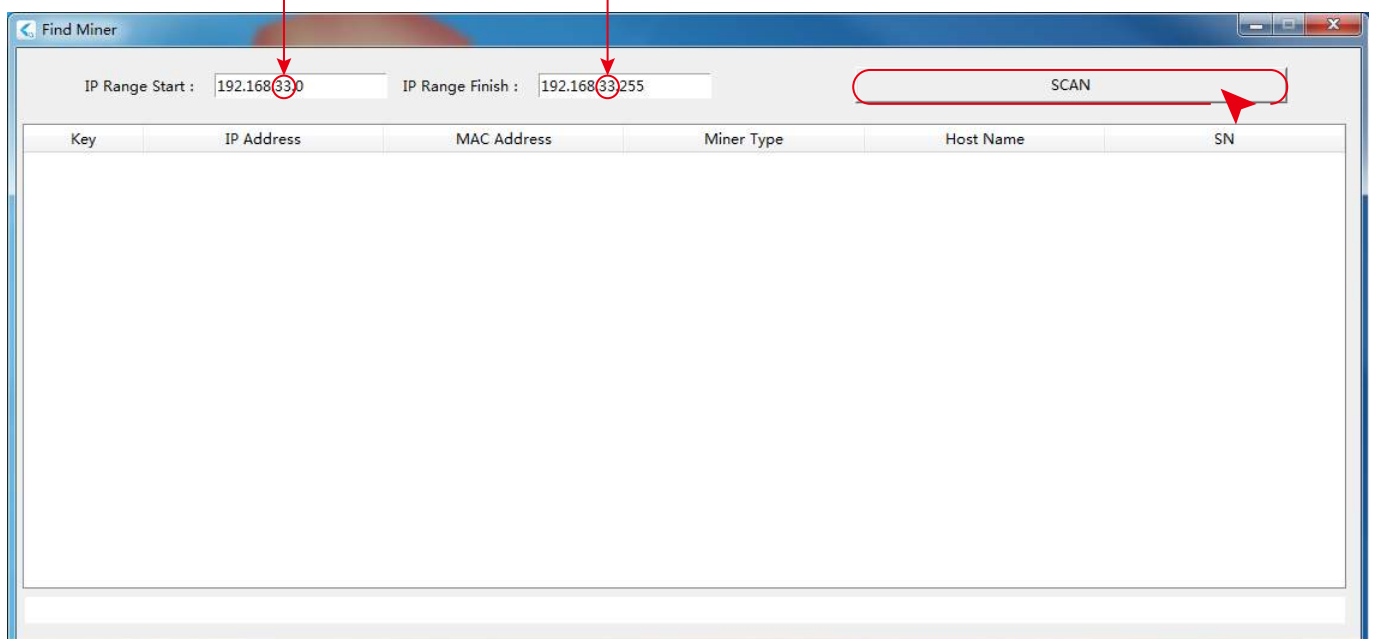 Find Miner
IP Range Start : 192.168.33.0 IP Range Finish : 192.168.33.255 SCAN
Key IP Address MAC Address Miner Type Host Name SN